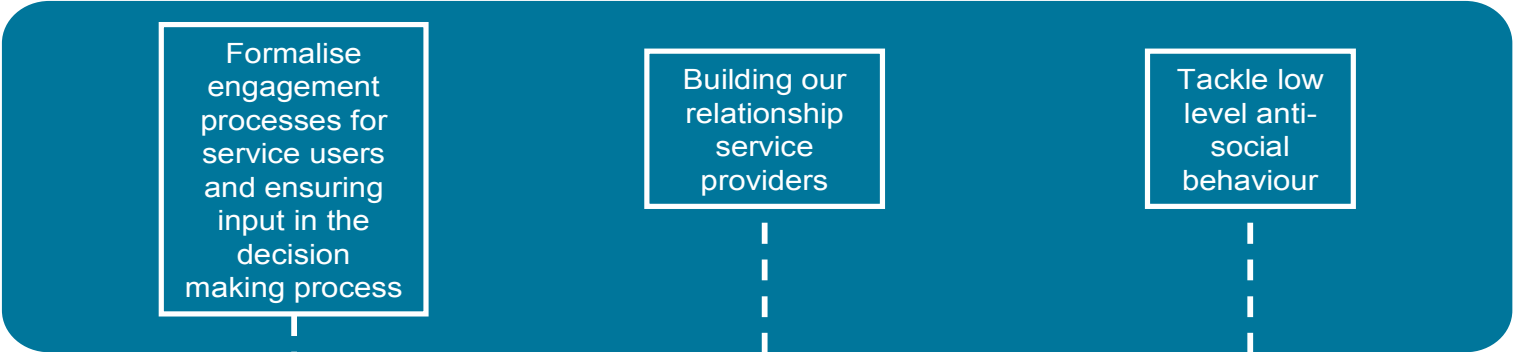 Formalise
engagement
processes for
service users
and ensuring
input in the
decision
making process
Building our
relationship
service
providers
Tackle low
level anti-
social
behaviour